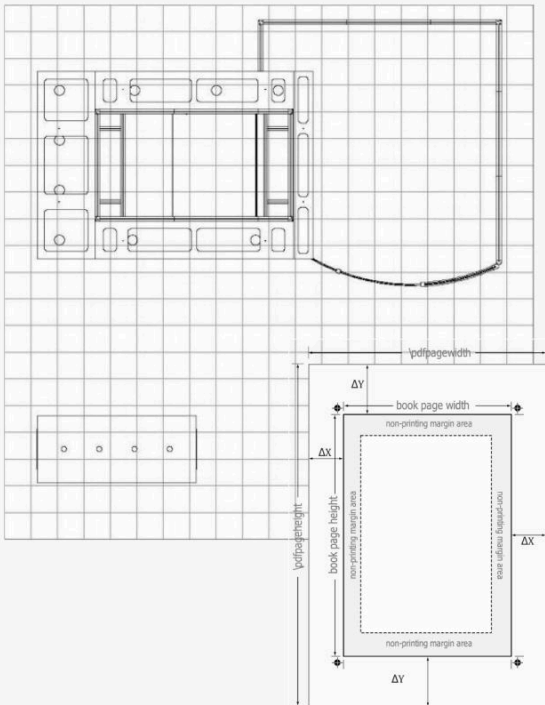 \pdfpagewidth
ΔY
book page width
non-printing margin area
ΔX
\pdfpageheight
book page height
non-printing margin area
non-printing margin area
ΔX
non-printing margin area
ΔY